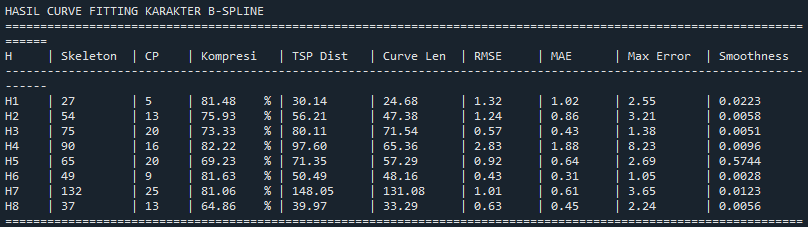 HASIL CURVE FITTING KARAKTER B-SPLINE
=========================================================================================================
======
H     | Skeleton  | CP     | Kompresi   | TSP Dist   | Curve Len  | RMSE     | MAE      | Max Error  | Smoothness
---------------------------------------------------------------------------------------------------------
------
H1    | 27        | 5      | 81.48    % | 30.14      | 24.68      | 1.32     | 1.02     | 2.55       | 0.0223
H2    | 54        | 13     | 75.93    % | 56.21      | 47.38      | 1.24     | 0.86     | 3.21       | 0.0058
H3    | 75        | 20     | 73.33    % | 80.11      | 71.54      | 0.57     | 0.43     | 1.38       | 0.0051
H4    | 90        | 16     | 82.22    % | 97.60      | 65.36      | 2.83     | 1.88     | 8.23       | 0.0096
H5    | 65        | 20     | 69.23    % | 71.35      | 57.29      | 0.92     | 0.64     | 2.69       | 0.5744
H6    | 49        | 9      | 81.63    % | 50.49      | 48.16      | 0.43     | 0.31     | 1.05       | 0.0028
H7    | 132       | 25     | 81.06    % | 148.05     | 131.08     | 1.01     | 0.61     | 3.65       | 0.0123
H8    | 37        | 13     | 64.86    % | 39.97      | 33.29      | 0.63     | 0.45     | 2.24       | 0.0056
=========================================================================================================